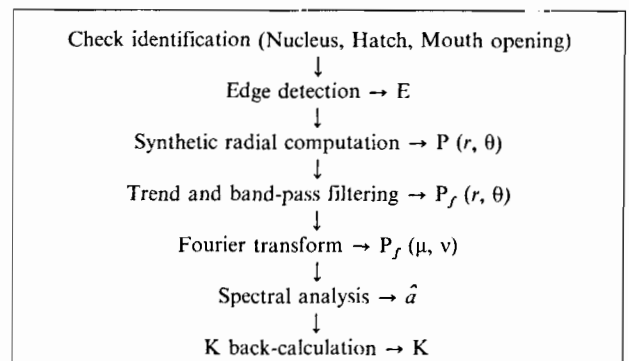 Check identification (Nucleus, Hatch, Mouth opening)
↓
Edge detection → E
↓
Synthetic radial computation → P (r, θ)
↓
Trend and band-pass filtering → P_f (r, θ)
↓
Fourier transform → P_f (μ, ν)
↓
Spectral analysis → â
↓
K back-calculation → K